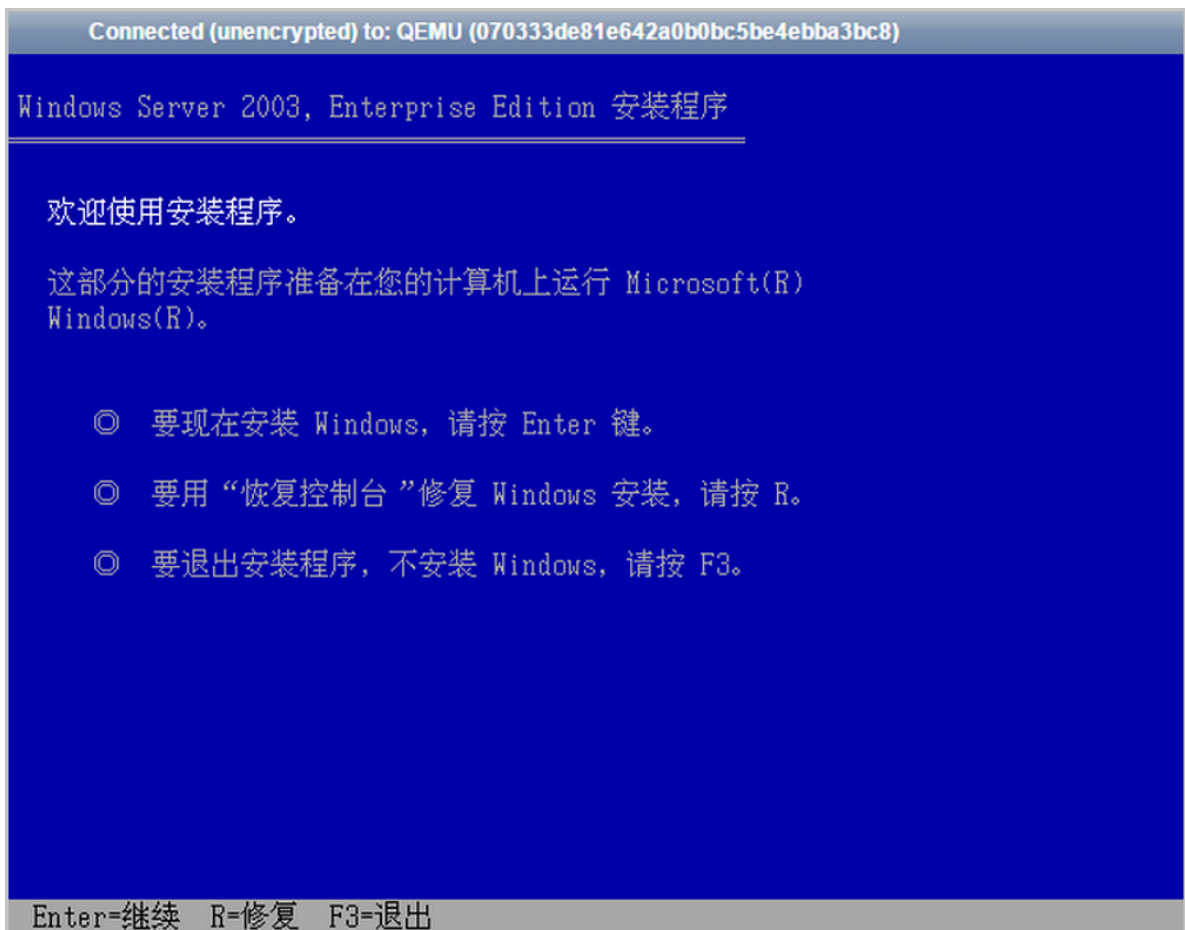 Connected (unencrypted) to: QEMU (070333de81e642a0b0bc5be4ebba3bc8)
Windows Server 2003, Enterprise Edition 安装程序
欢迎使用安装程序。
这部分的安装程序准备在您的计算机上运行 Microsoft(R)
Windows(R)。
◎ 要现在安装 Windows，请按 Enter 键。
◎ 要用“恢复控制台”修复 Windows 安装，请按 R。
◎ 要退出安装程序，不安装 Windows，请按 F3。
Enter=继续 R=修复 F3=退出